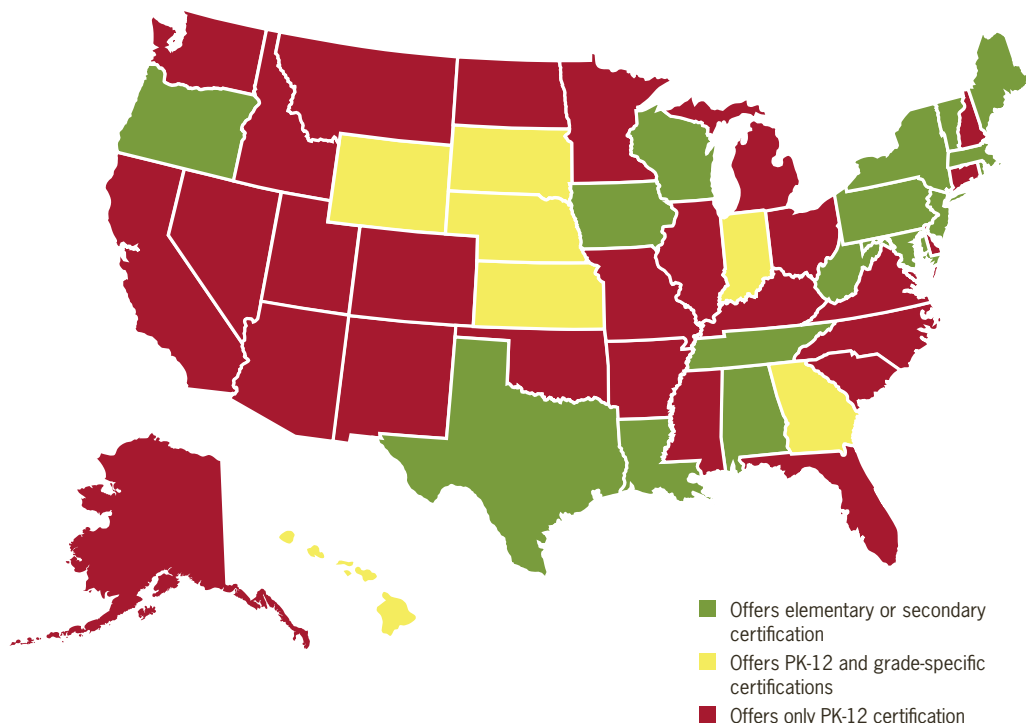 Offers elementary or secondary
certification
Offers PK-12 and grade-specific
certifications
Offers only PK-12 certification